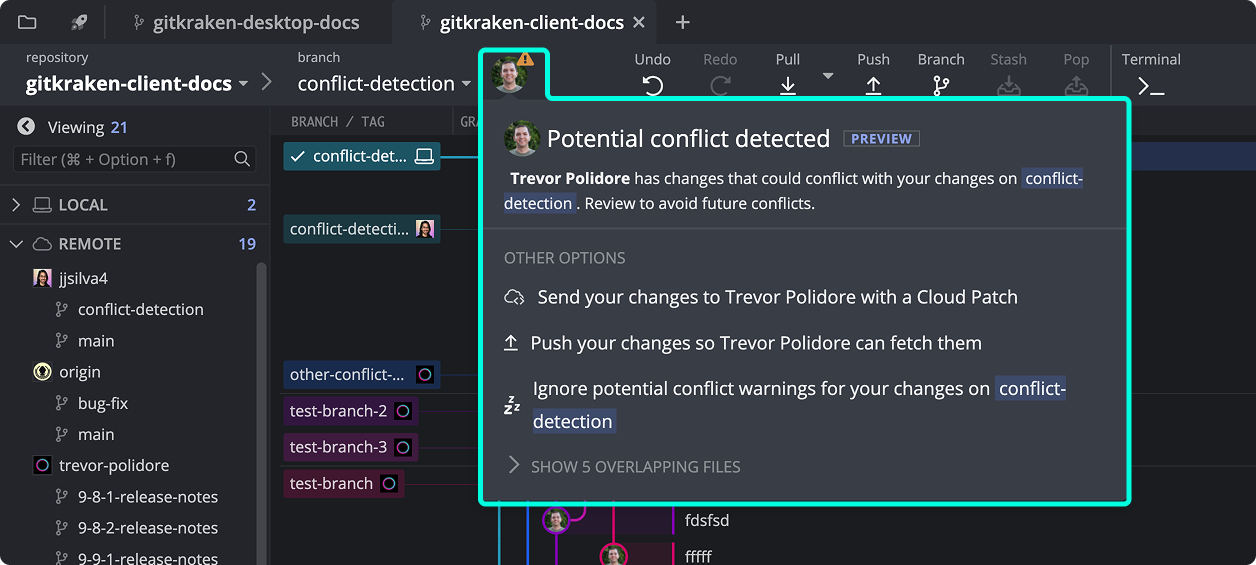 gitkraken-desktop-docs
gitkraken-client-docs
repository
gitkraken-client-docs
branch
conflict-detection
Undo
Redo
Pull
Push
Branch
Stash
Pop
Terminal
Viewing 21
Filter (⌘ + Option + f)
LOCAL 2
REMOTE 19
jjsilva4
conflict-detection
main
origin
bug-fix
main
trevor-polidore
9-8-1-release-notes
9-8-2-release-notes
9-9-1-release-notes
BRANCH / TAG
GRA
conflict-det...
conflict-detecti...
other-conflict-...
test-branch-2
test-branch-3
test-branch
Potential conflict detected PREVIEW
Trevor Polidore has changes that could conflict with your changes on conflict-
detection . Review to avoid future conflicts.
OTHER OPTIONS
Send your changes to Trevor Polidore with a Cloud Patch
Push your changes so Trevor Polidore can fetch them
Ignore potential conflict warnings for your changes on conflict-
detection
SHOW 5 OVERLAPPING FILES
fdsfsd
fffff